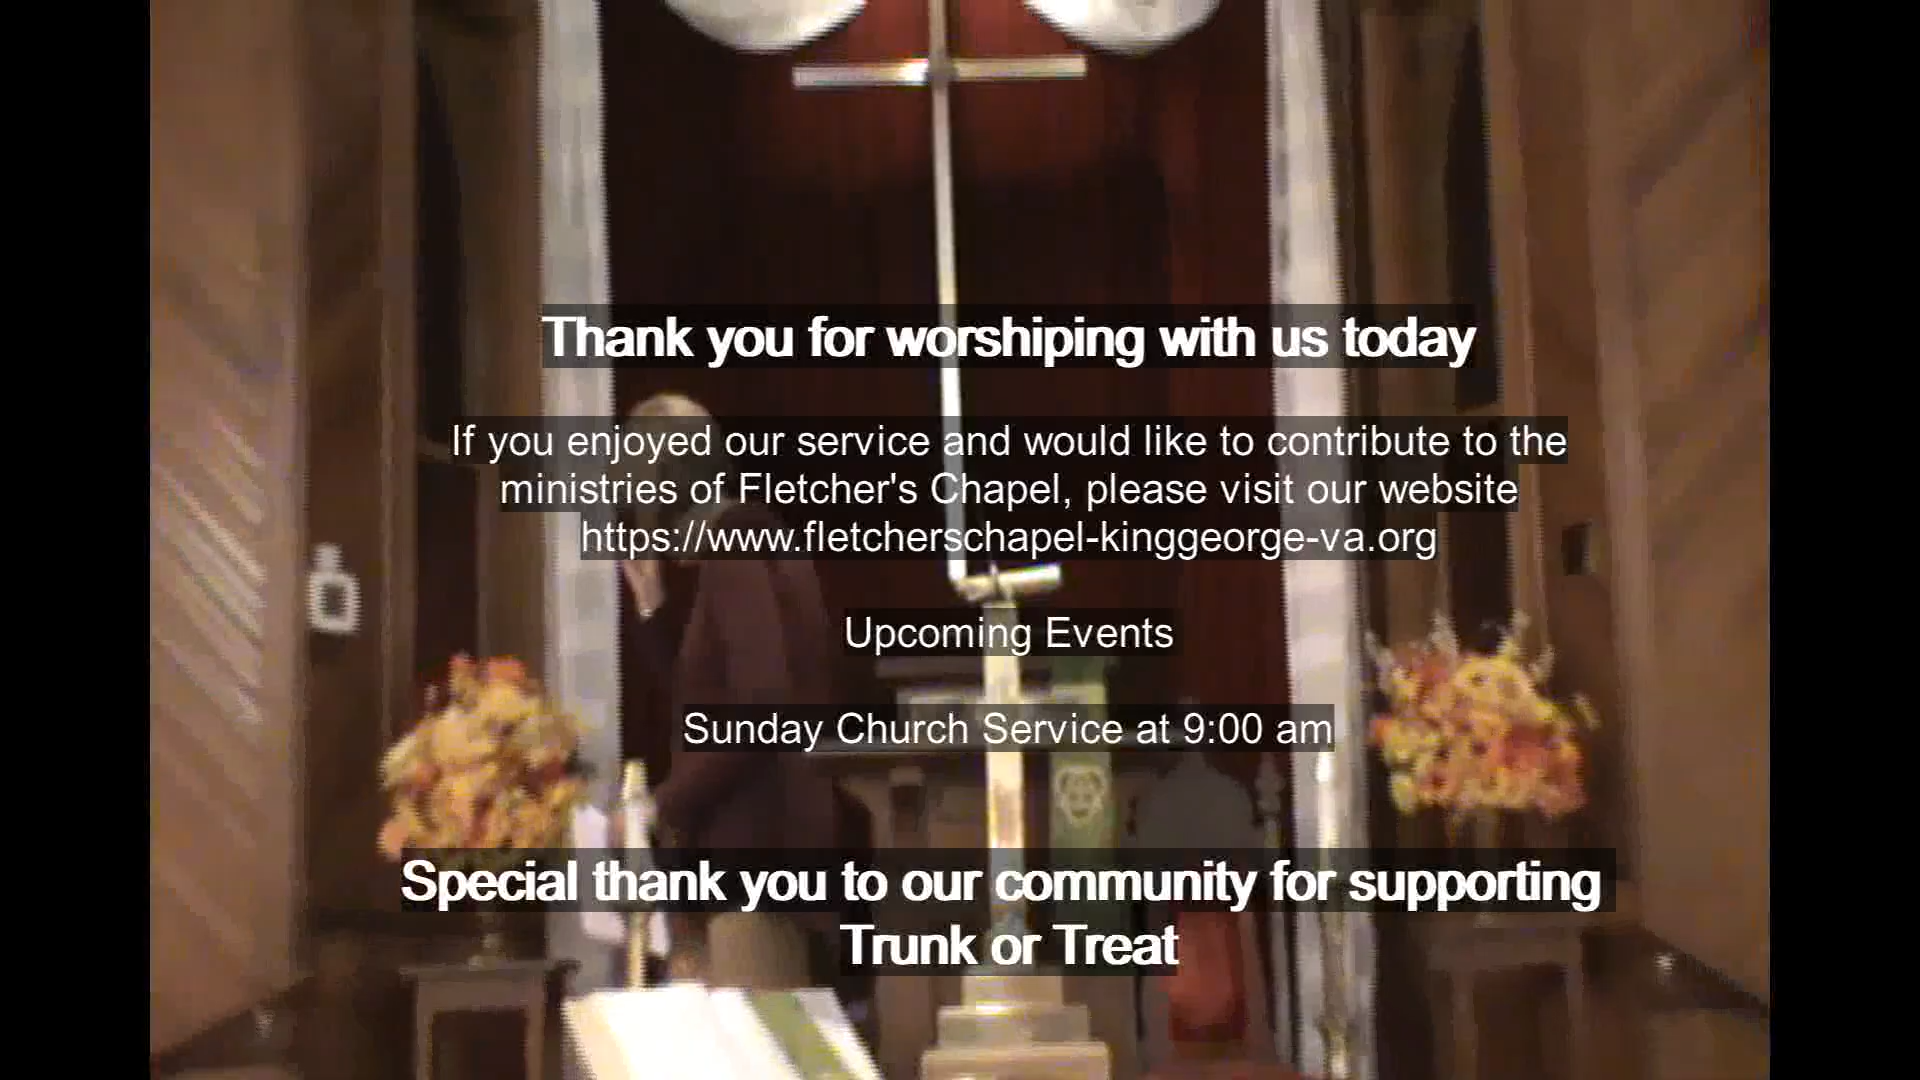 Thank you for worshiping with us today
If you enjoyed our service and would like to contribute to the
ministries of Fletcher's Chapel, please visit our website
https://www.fletcherschapel-kinggeorge-va.org
Upcoming Events
Sunday Church Service at 9:00 am
Special thank you to our community for supporting
Trunk or Treat